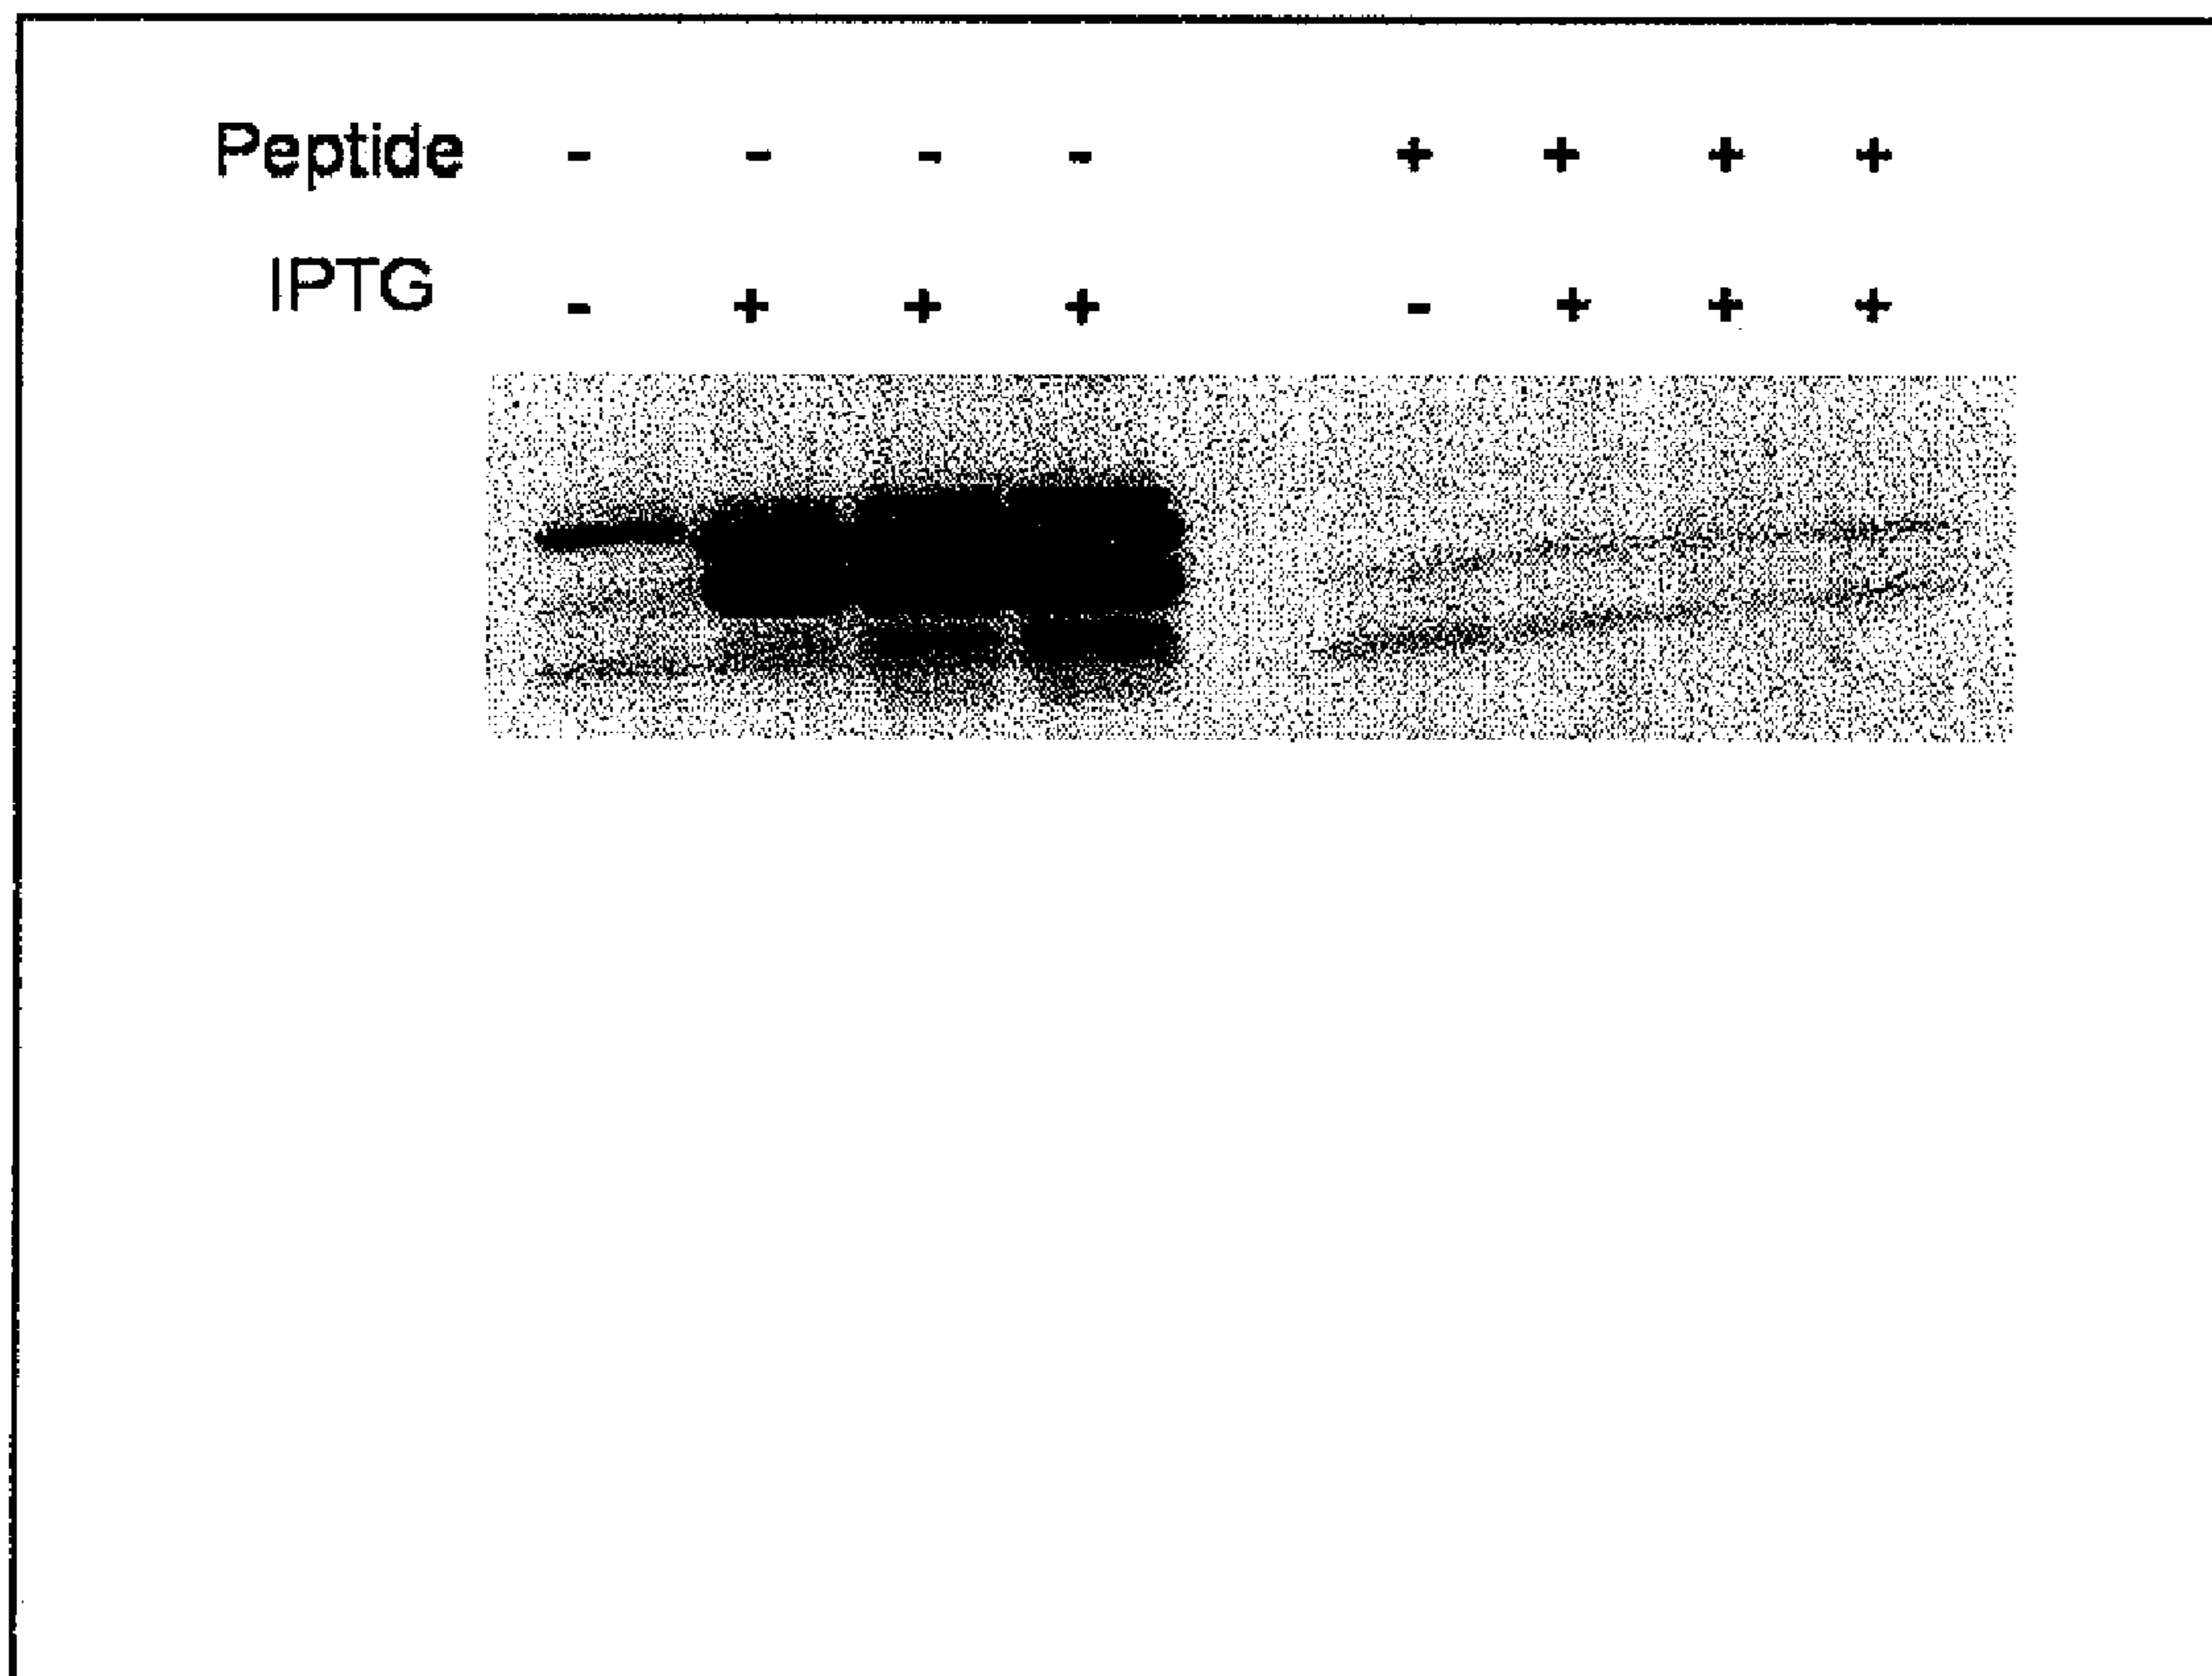 Peptide - - - - + + + +
IPTG - + + + - + + +